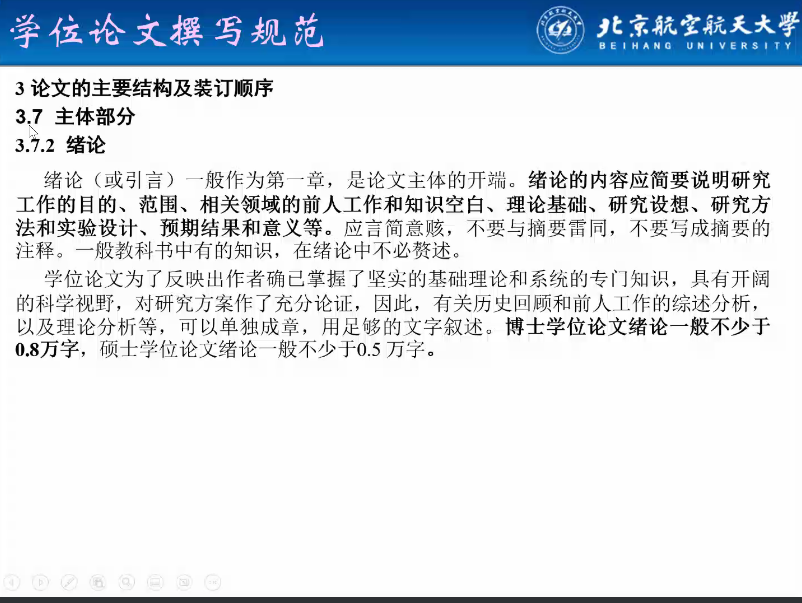 学位论文撰写规范
北京航空航天大学
BEIHANG UNIVERSITY
3 论文的主要结构及装订顺序
3.7 主体部分
3.7.2 绪论
绪论（或引言）一般作为第一章，是论文主体的开端。绪论的内容应简要说明研究
工作的目的、范围、相关领域的前人工作和知识空白、理论基础、研究设想、研究方
法和实验设计、预期结果和意义等。应言简意赅，不要与摘要雷同，不要写成摘要的
注释。一般教科书中有的知识，在绪论中不必赘述。
学位论文为了反映出作者确已掌握了坚实的基础理论和系统的专门知识，具有开阔
的科学视野，对研究方案作了充分论证，因此，有关历史回顾和前人工作的综述分析，
以及理论分析等，可以单独成章，用足够的文字叙述。博士学位论文绪论一般不少于
0.8万字，硕士学位论文绪论一般不少于0.5 万字。